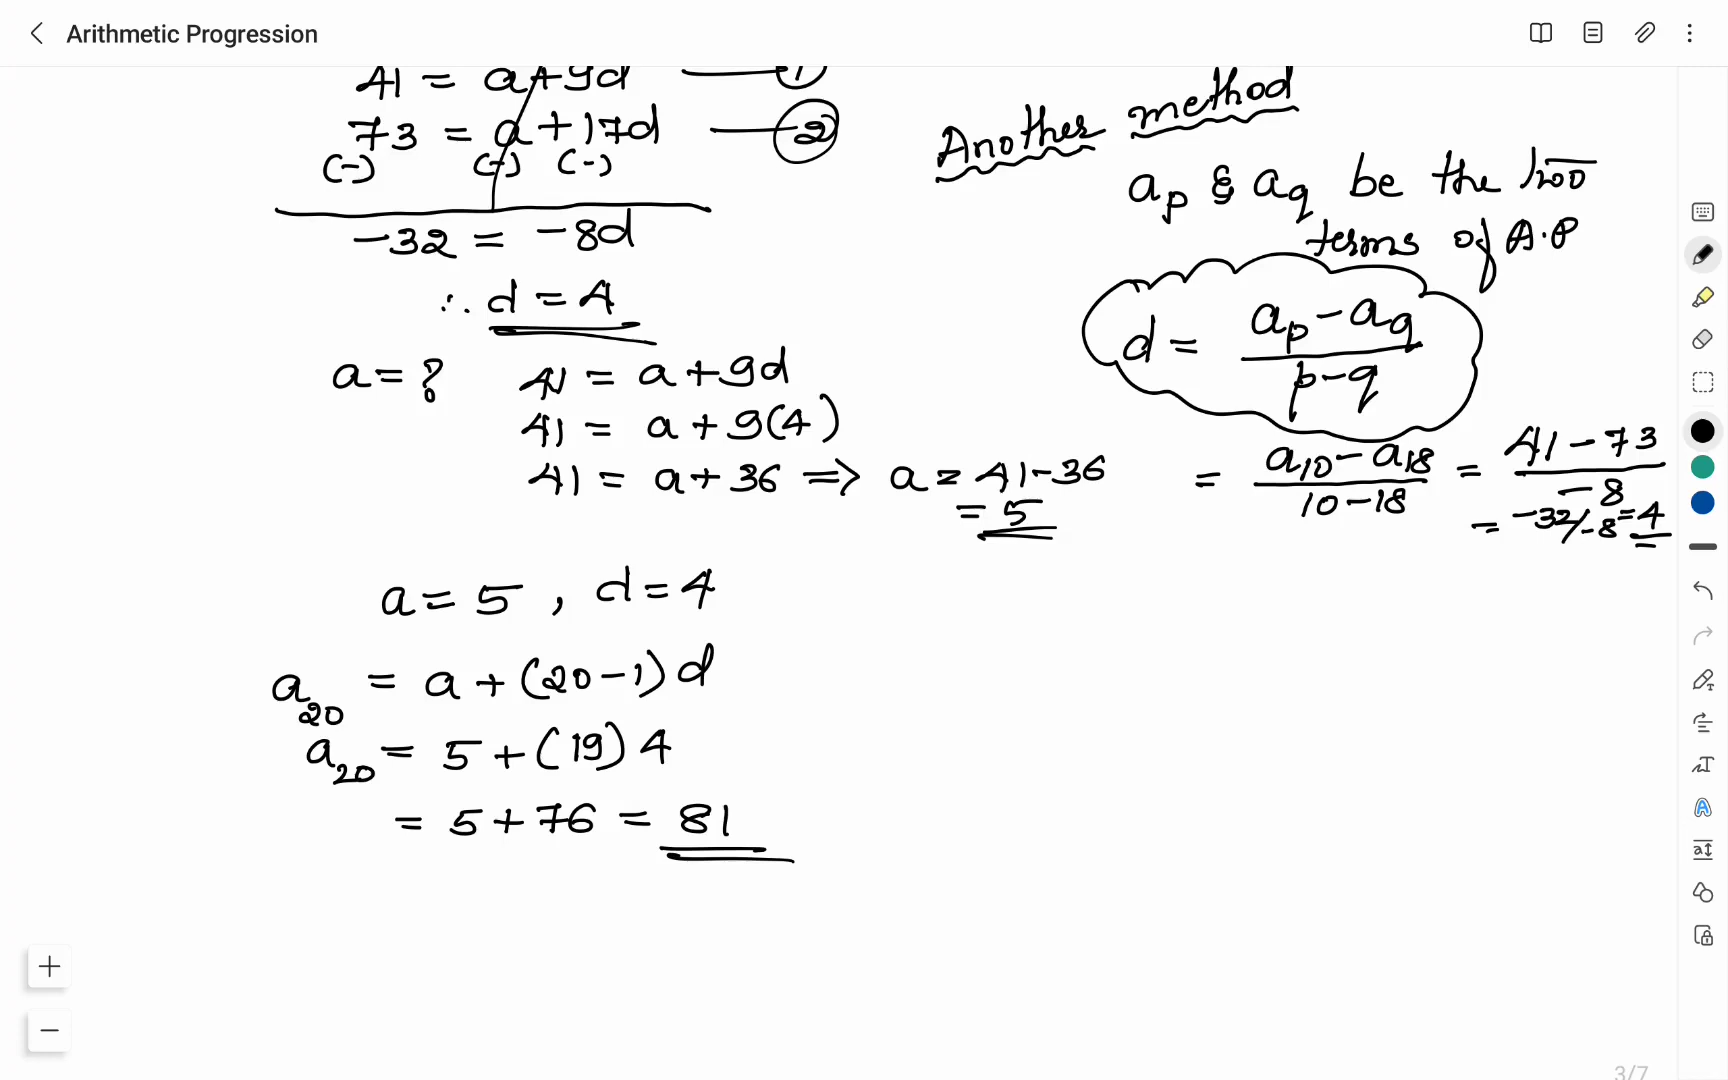 Arithmetic Progression
41 = a+9d —— (1)
73 = a+17d —— (2)
(-) (-) (-)
-32 = -8d
∴ d = 4
a = ? 41 = a+9d
41 = a+9(4)
41 = a+36 => a = 41-36
= 5
a = 5 , d = 4
a20 = a+(20-1)d
a20 = 5+(19)4
= 5+76 = 81
Another method
ap & aq be the two
terms of A.P
d = (ap-aq)/(p-q)
= (a10-a18)/(10-18) = (41-73)/-8
= -32/-8 = 4
3/7